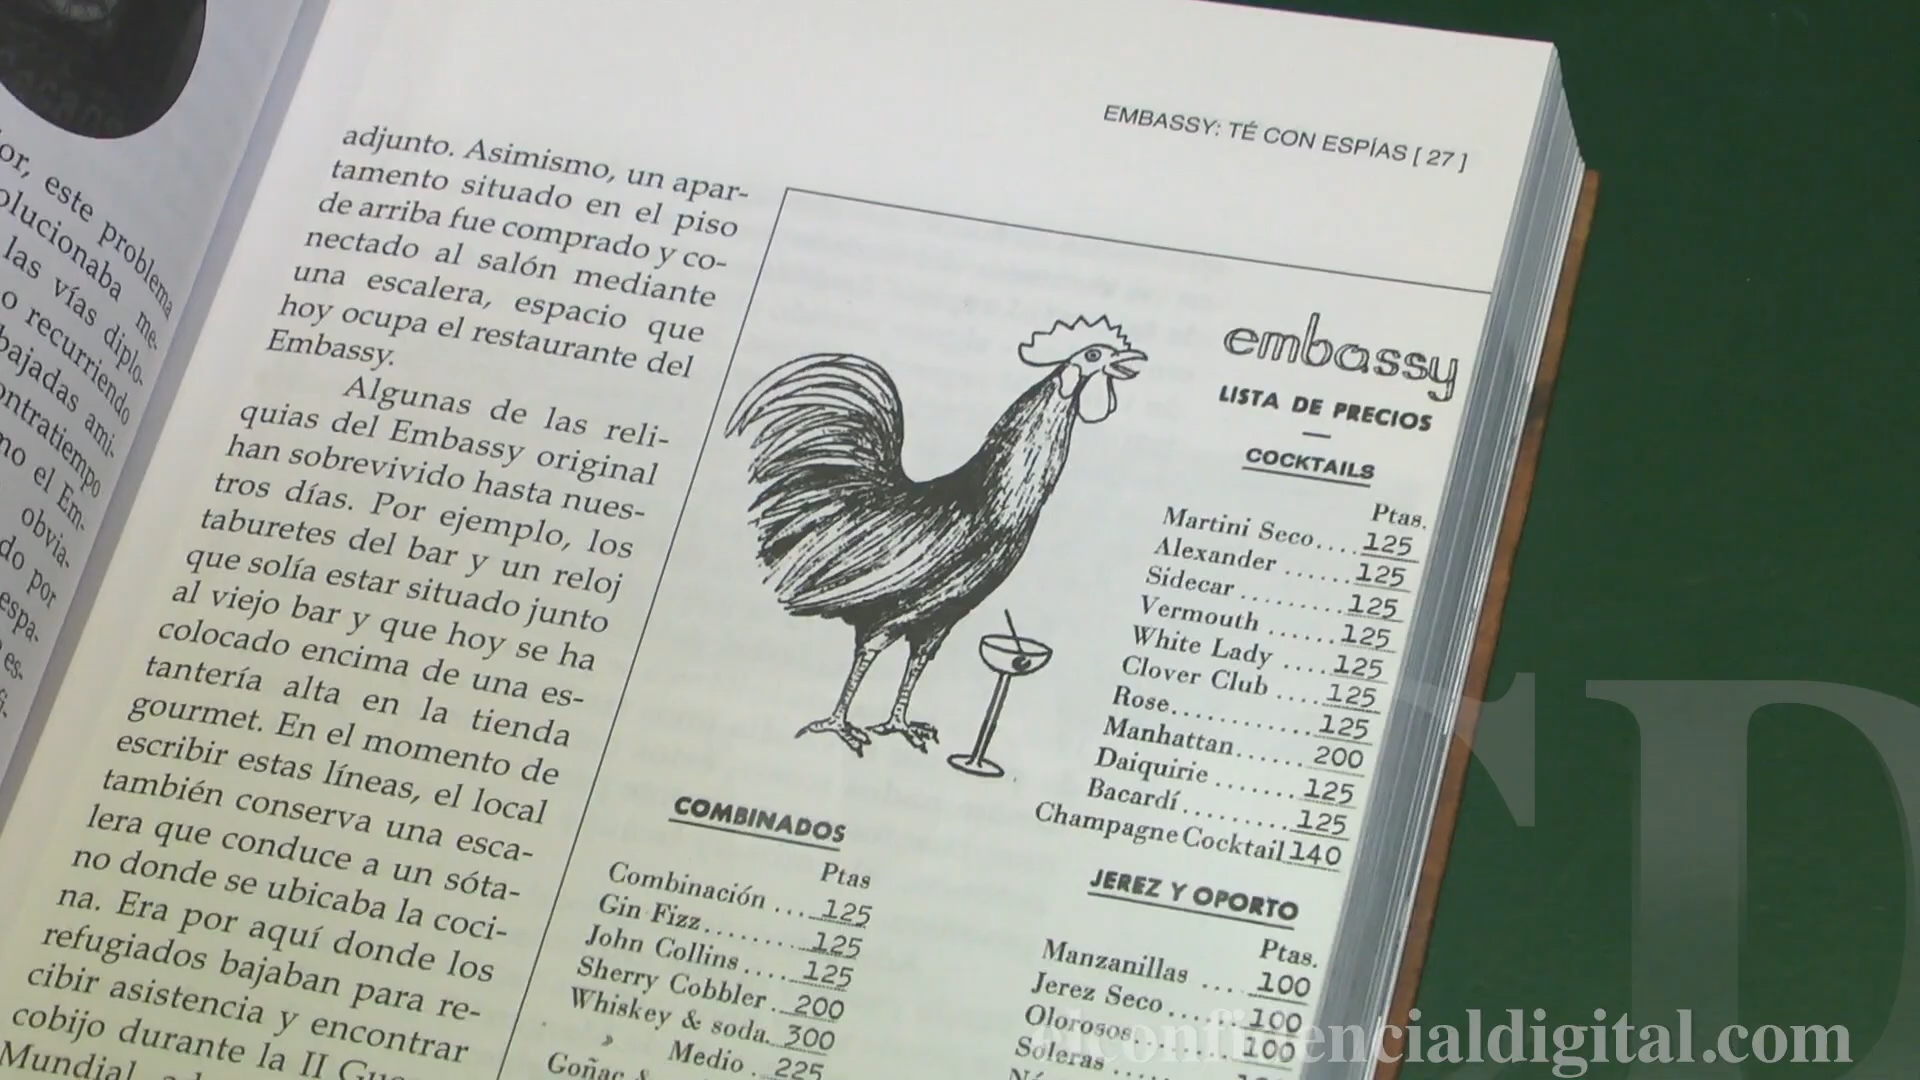 or, este problema
olucionaba me-
las vías diplo-
o recurriendo
bajadas ami-
ontratiempo
no el Em-
obvia-
do por
espa-
es-
adjunto. Asimismo, un apar-
tamento situado en el piso
de arriba fue comprado y co-
nectado al salón mediante
una escalera, espacio que
hoy ocupa el restaurante del
Embassy.
Algunas de las reli-
quias del Embassy original
han sobrevivido hasta nues-
tros días. Por ejemplo, los
taburetes del bar y un reloj
que solía estar situado junto
al viejo bar y que hoy se ha
colocado encima de una es-
tantería alta en la tienda
gourmet. En el momento de
escribir estas líneas, el local
también conserva una esca-
lera que conduce a un sóta-
no donde se ubicaba la coci-
na. Era por aquí donde los
refugiados bajaban para re-
cibir asistencia y encontrar
cobijo durante la II
Mundial
EMBASSY: TÉ CON ESPÍAS [ 27 ]
embassy
LISTA DE PRECIOS
COCKTAILS
Ptas.
Martini Seco.... 125
Alexander ...... 125
Sidecar ......... 125
Vermouth ...... 125
White Lady .... 125
Clover Club .... 125
Rose.......... 125
Manhattan...... 200
Daiquirie ....... 125
Bacardí ......... 125
Champagne Cocktail 140
COMBINADOS
Ptas
Combinación ... 125
Gin Fizz........ 125
John Collins .... 125
Sherry Cobbler . 200
Whiskey & soda. 300
» Medio . 225
Goñac &
JEREZ Y OPORTO
Ptas.
Manzanillas .... 100
Jerez Seco...... 100
Olorosos........ 100
Soleras ....
CD
elconfidencialdigital.com